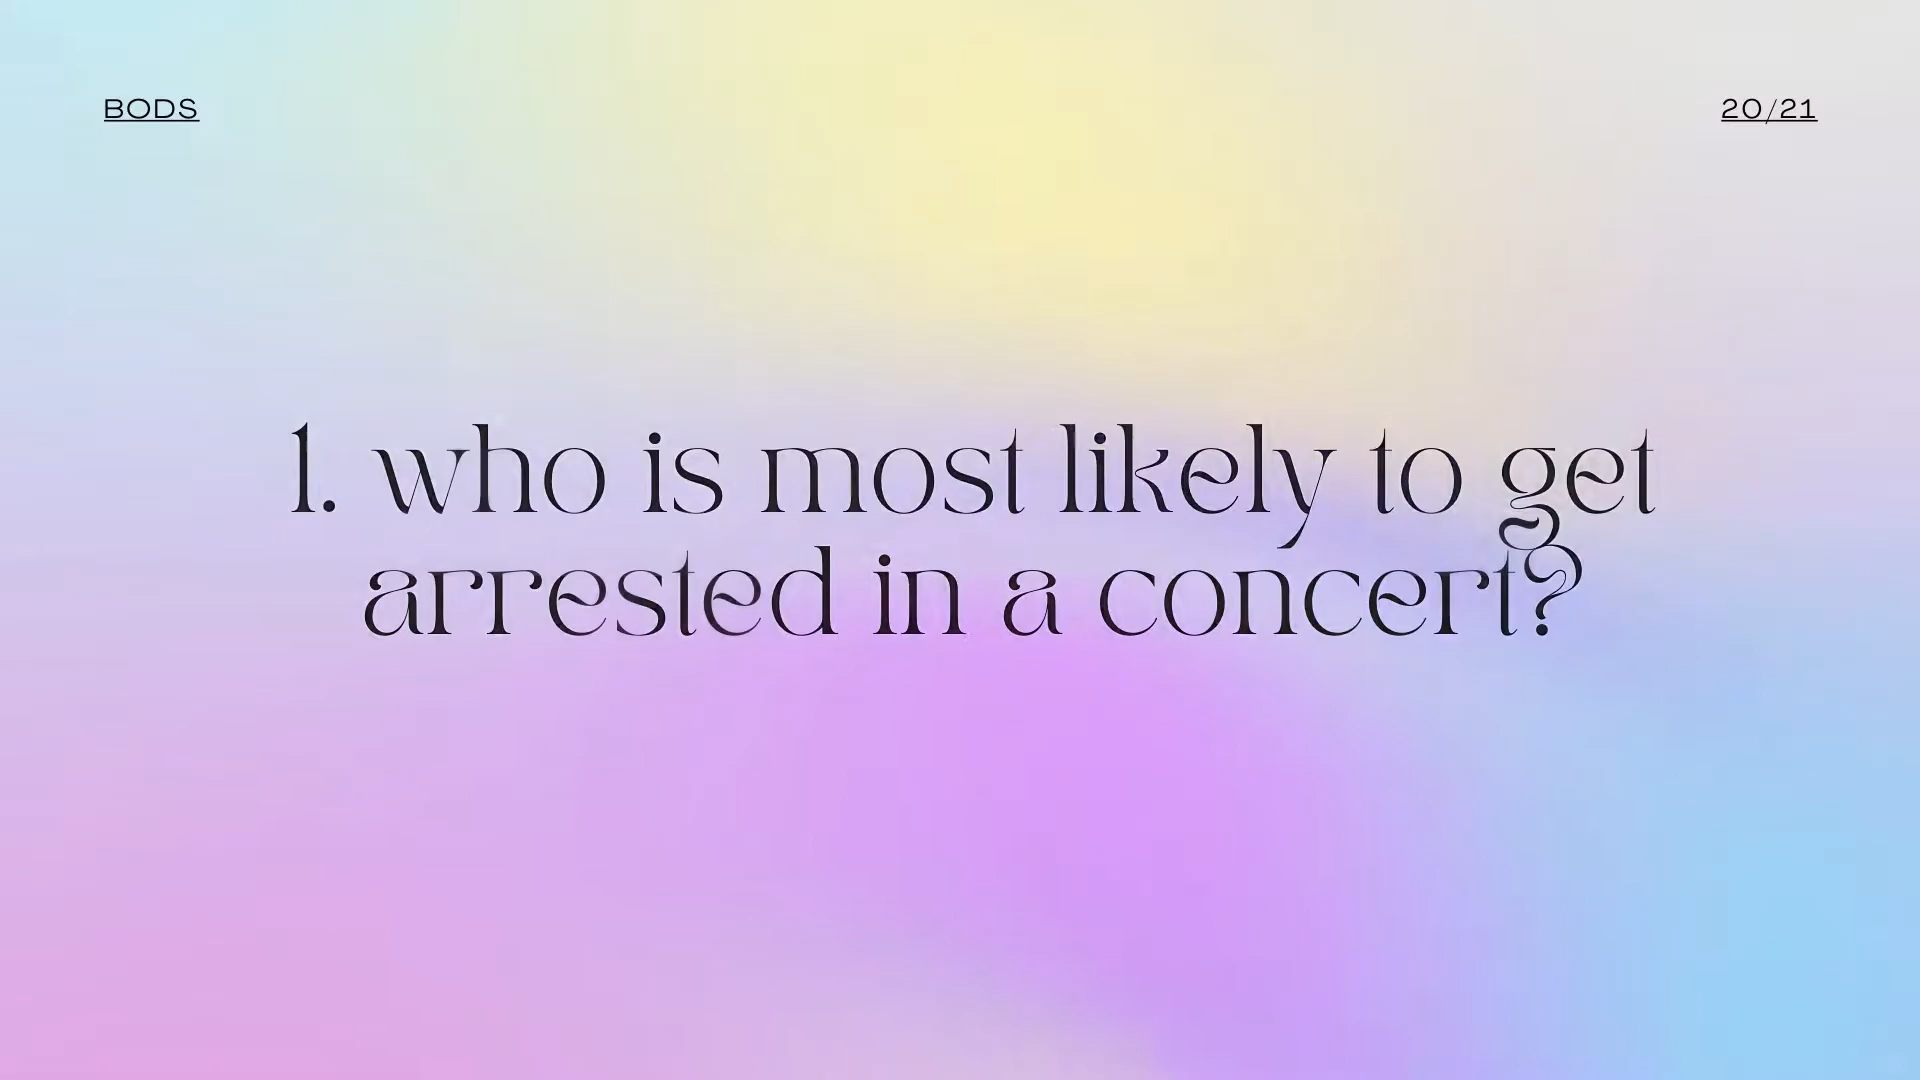 BODS
20/21
1. who is most likely to get
arrested in a concert?